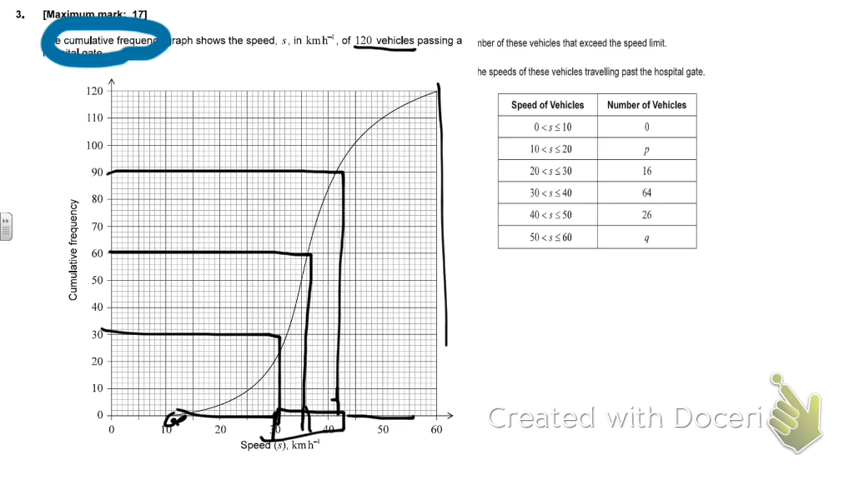 3. [Maximum mark: 17]
e cumulative frequenc raph shows the speed, s, in km h⁻¹, of 120 vehicles passing a
pital gate
nber of these vehicles that exceed the speed limit.
he speeds of these vehicles travelling past the hospital gate.
Cumulative frequency
120
110
100
90
80
70
60
50
40
30
20
10
0
0 10 20 30 40 50 60
Speed (s), km h⁻¹
Speed of Vehicles Number of Vehicles
0 < s ≤ 10 0
10 < s ≤ 20 p
20 < s ≤ 30 16
30 < s ≤ 40 64
40 < s ≤ 50 26
50 < s ≤ 60 q
Created with Doceri